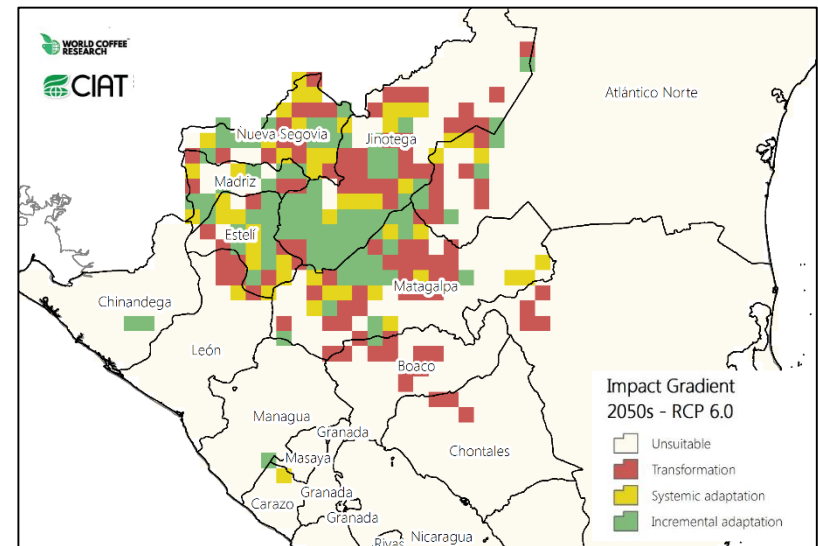 WORLD COFFEE
RESEARCH
CIAT
Atlántico Norte
Nueva Segovia
Jinotega
Madriz
Estelí
Matagalpa
Chinandega
León
Boaco
Managua
Granada
Masaya
Chontales
Carazo
Granada
Granada
Rivas
Nicaragua
Impact Gradient
2050s - RCP 6.0
Unsuitable
Transformation
Systemic adaptation
Incremental adaptation